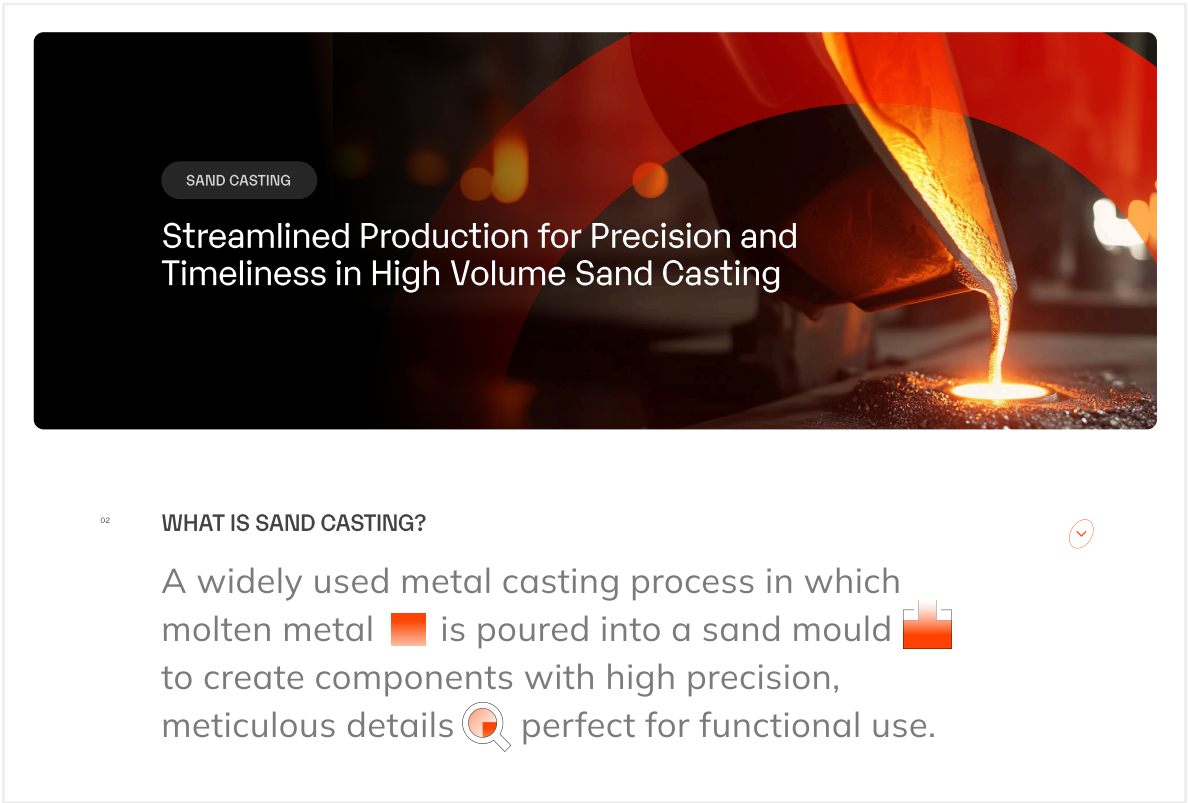 SAND CASTING
Streamlined Production for Precision and
Timeliness in High Volume Sand Casting
02
WHAT IS SAND CASTING?
A widely used metal casting process in which
molten metal is poured into a sand mould
to create components with high precision,
meticulous details perfect for functional use.